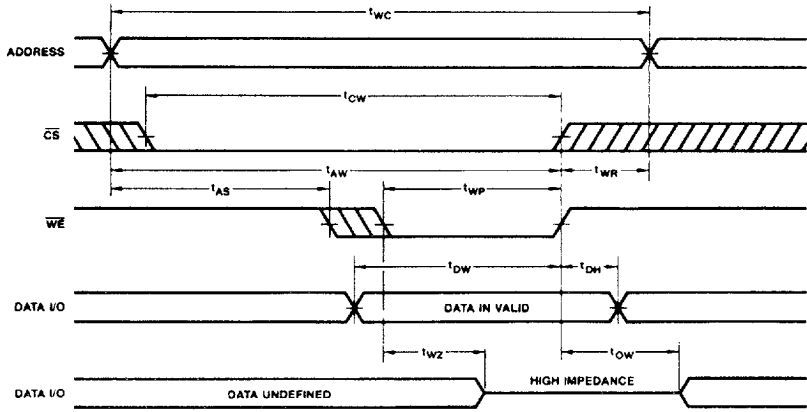 tWC
ADDRESS
tCW
CS
tAW
tWR
tAS
tWP
WE
tDW
tDH
DATA I/O
DATA IN VALID
tWZ
tOW
DATA I/O
DATA UNDEFINED
HIGH IMPEDANCE